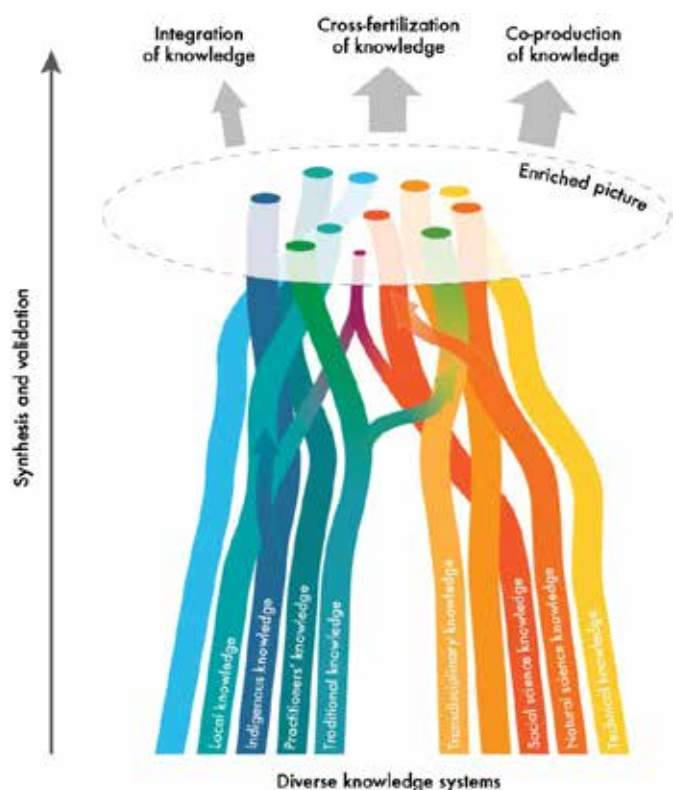 Integration
of knowledge
Cross-fertilization
of knowledge
Co-production
of knowledge
Enriched picture
Synthesis and validation
Local knowledge
Indigenous knowledge
Practitioners' knowledge
Traditional knowledge
Transdisciplinary knowledge
Social science knowledge
Natural science knowledge
Technical knowledge
Diverse knowledge systems